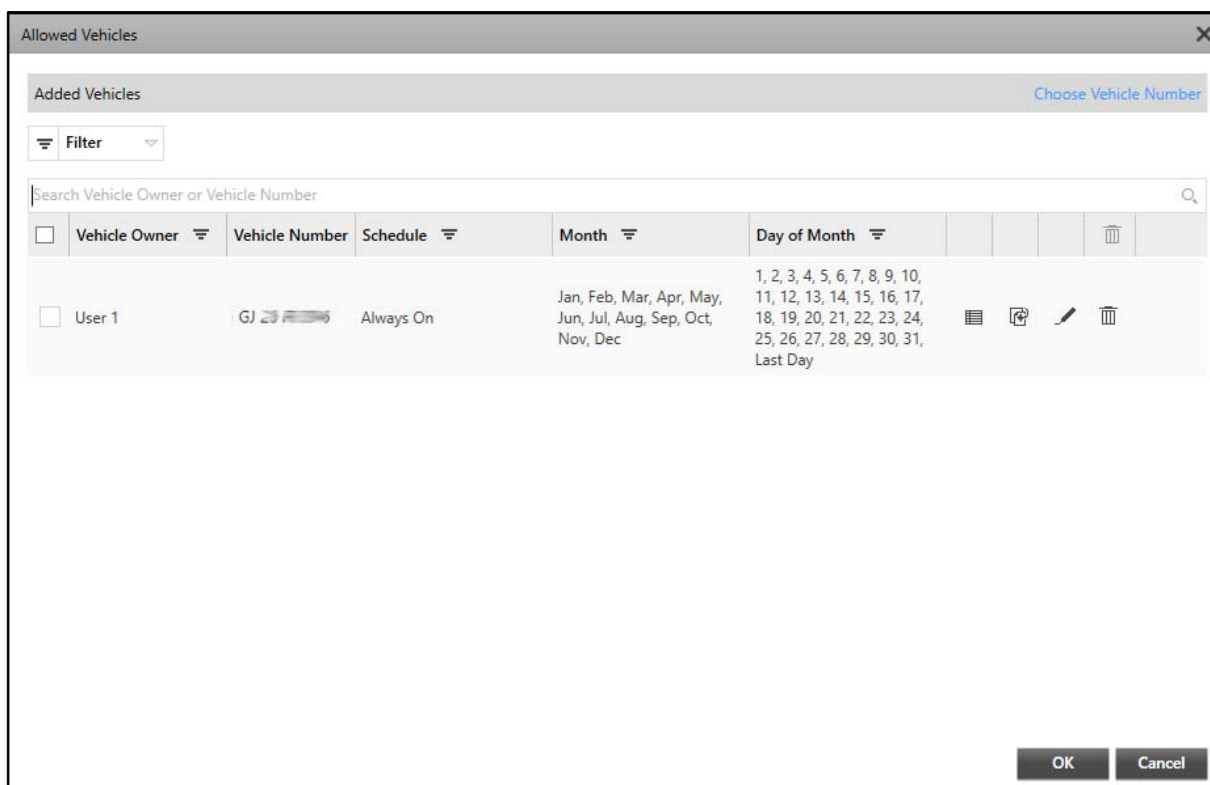 Allowed Vehicles
Added Vehicles Choose Vehicle Number
Filter
Search Vehicle Owner or Vehicle Number
Vehicle Owner Vehicle Number Schedule Month Day of Month
User 1 GJ Always On
Jan, Feb, Mar, Apr, May,
Jun, Jul, Aug, Sep, Oct,
Nov, Dec
1, 2, 3, 4, 5, 6, 7, 8, 9, 10,
11, 12, 13, 14, 15, 16, 17,
18, 19, 20, 21, 22, 23, 24,
25, 26, 27, 28, 29, 30, 31,
Last Day
OK Cancel